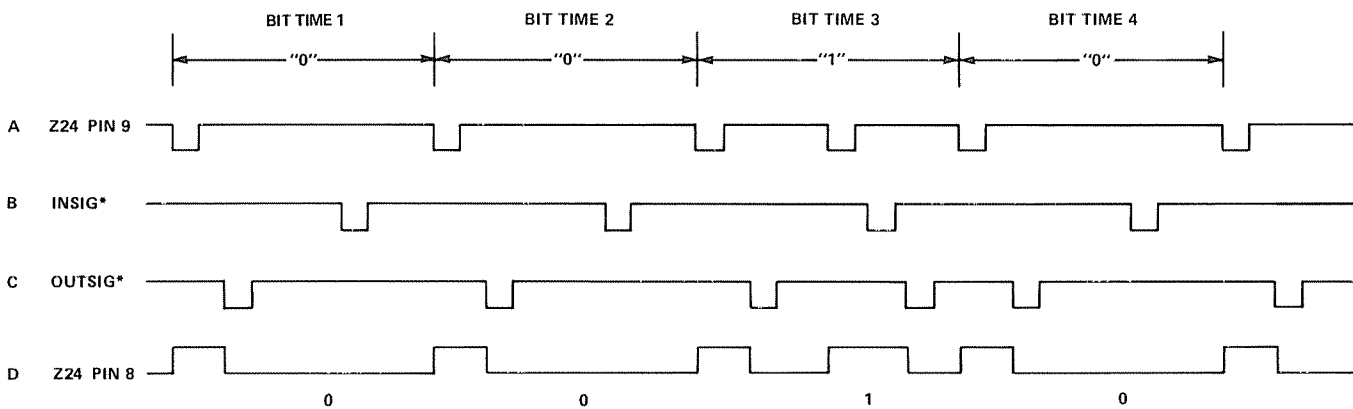 BIT TIME 1 BIT TIME 2 BIT TIME 3 BIT TIME 4
"0" "0" "1" "0"
A Z24 PIN 9
B INSIG*
C OUTSIG*
D Z24 PIN 8
0 0 1 0